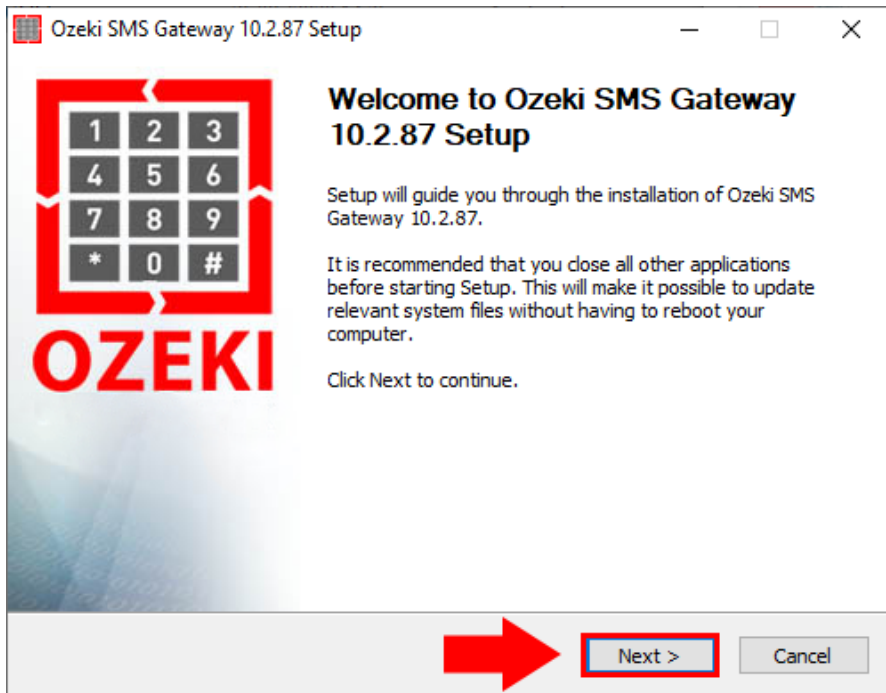 Ozeki SMS Gateway 10.2.87 Setup
1 2 3
4 5 6
7 8 9
* 0 #
OZEKI
Welcome to Ozeki SMS Gateway
10.2.87 Setup
Setup will guide you through the installation of Ozeki SMS
Gateway 10.2.87.
It is recommended that you close all other applications
before starting Setup. This will make it possible to update
relevant system files without having to reboot your
computer.
Click Next to continue.
Next >
Cancel